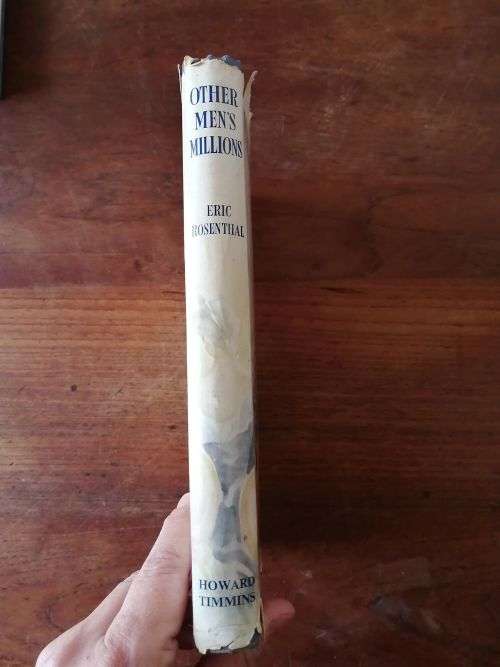 OTHER
MEN'S
MILLIONS
ERIC
ROSENTHAL
HOWARD
TIMMINS